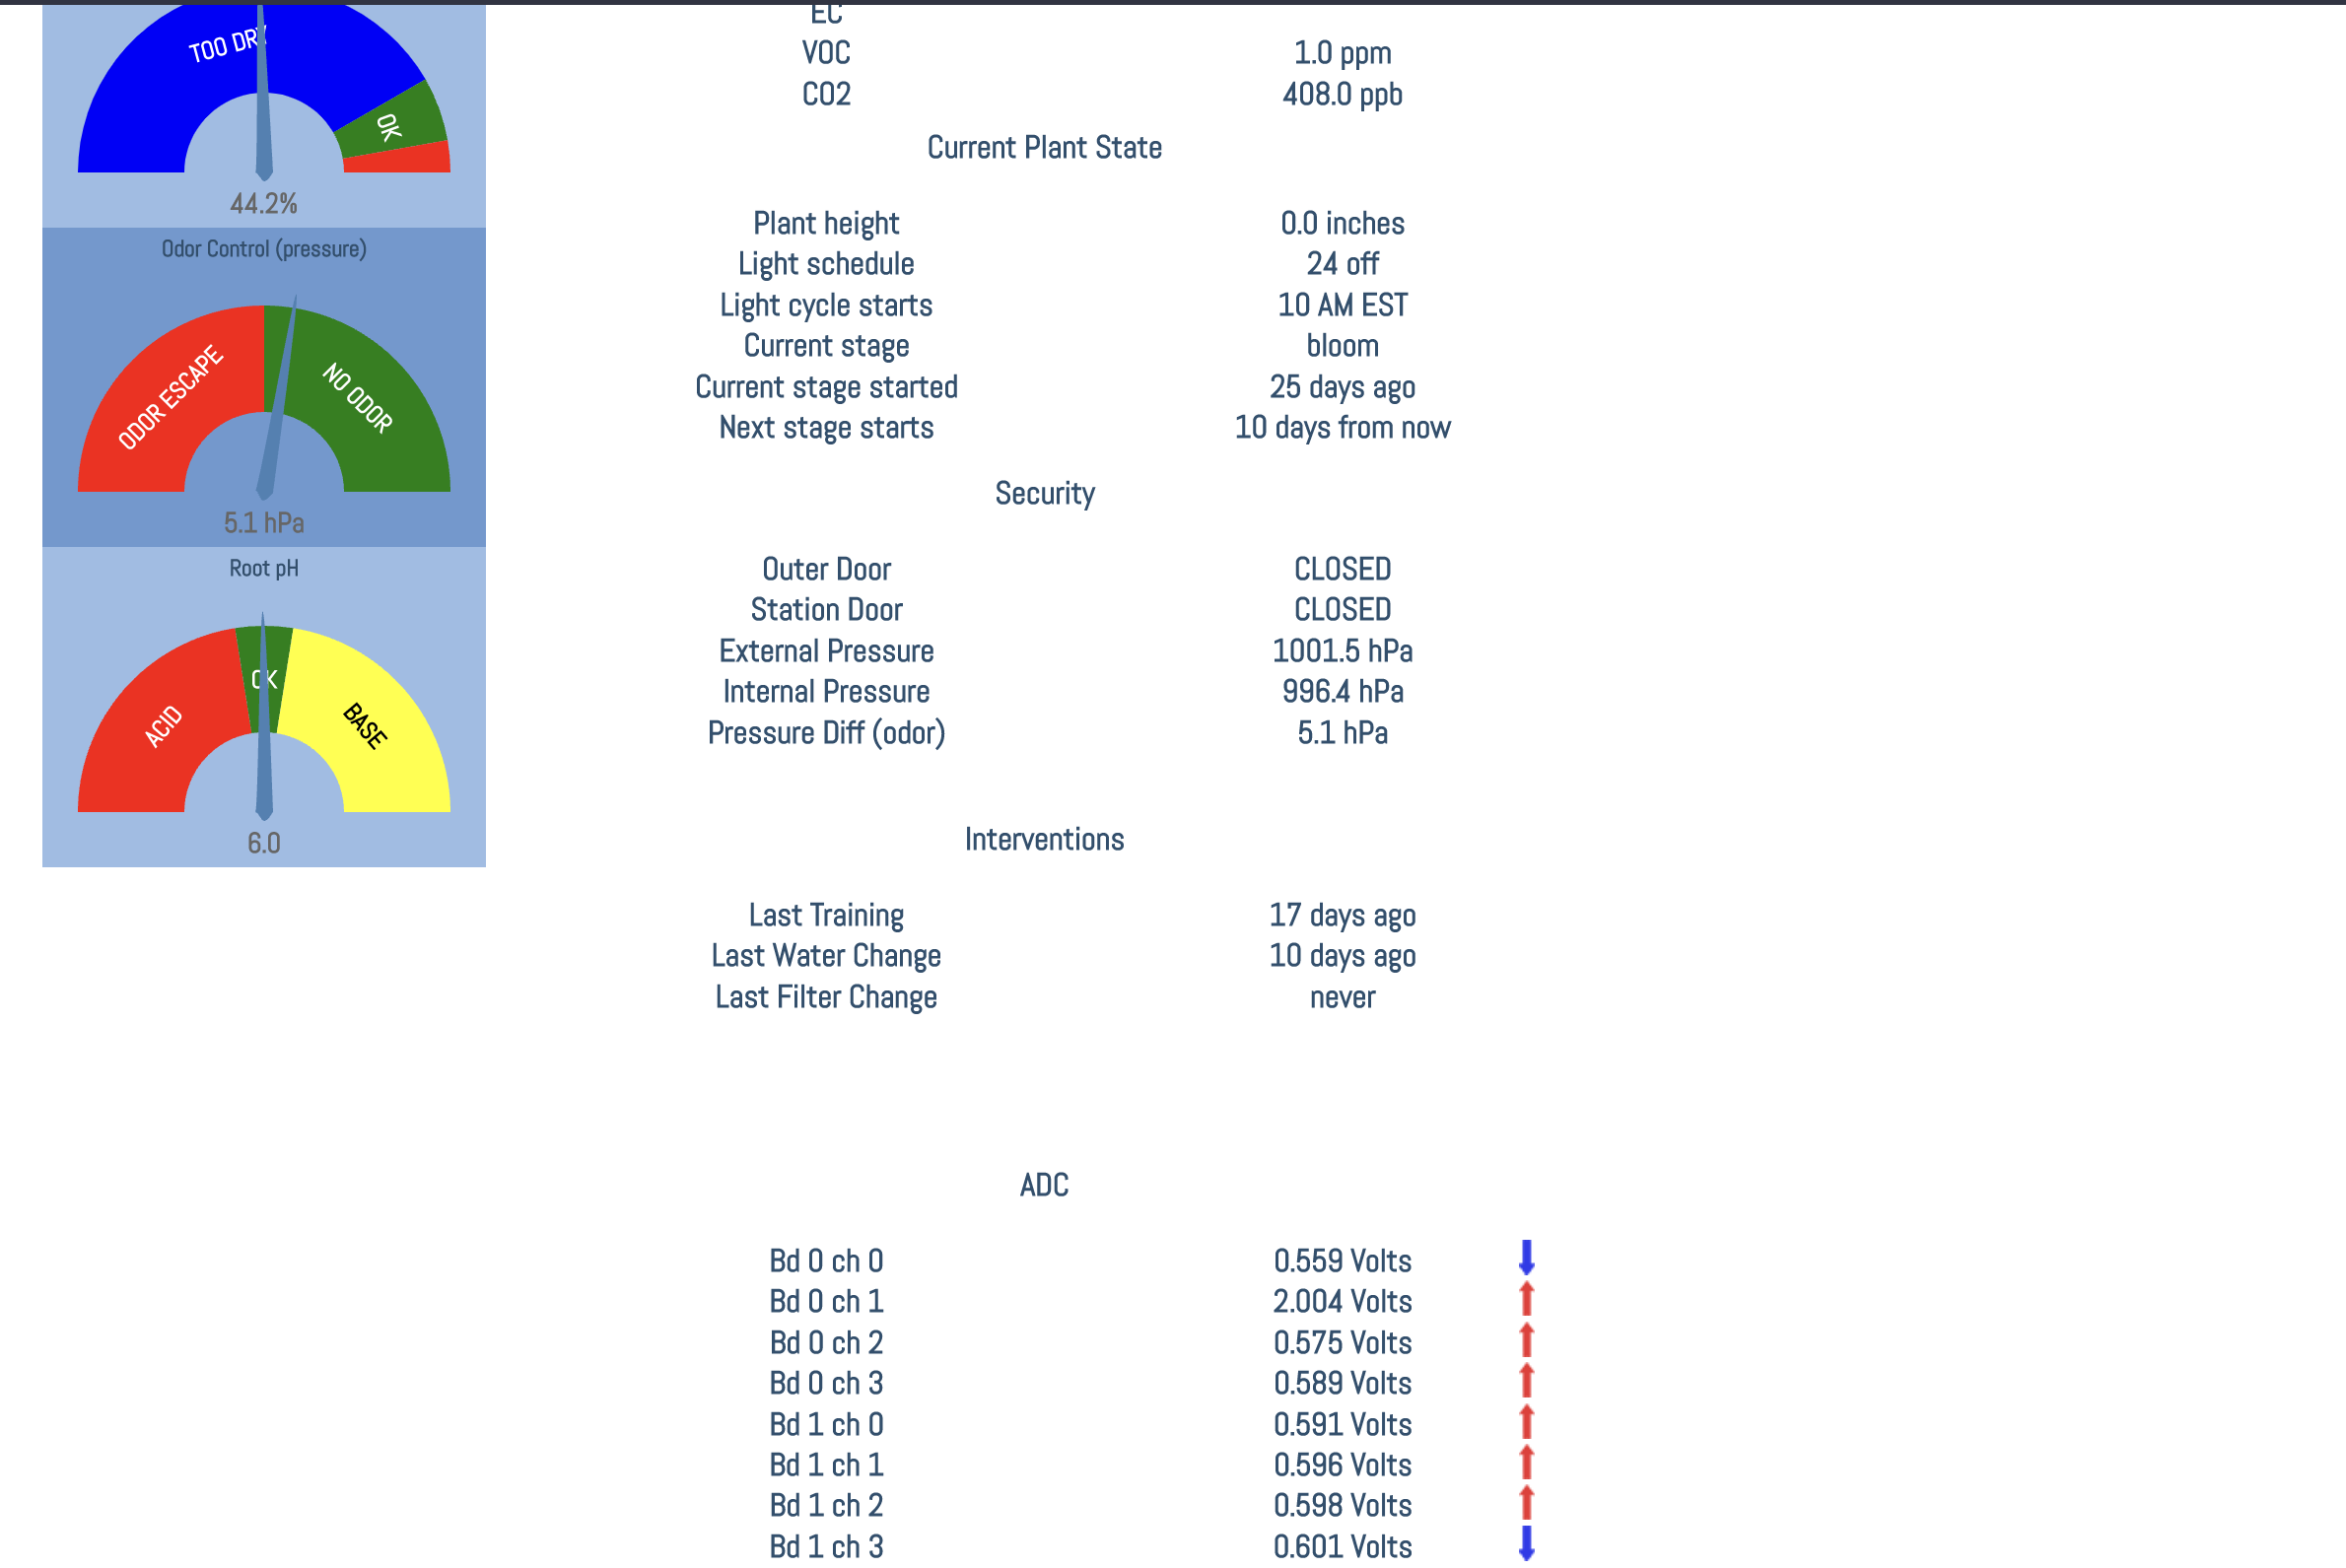 TOO DRY
OK
44.2%
Odor Control (pressure)
ODOR ESCAPE
NO ODOR
5.1 hPa
Root pH
ACID
OK
BASE
6.0
EC
VOC 1.0 ppm
CO2 408.0 ppb
Current Plant State
Plant height 0.0 inches
Light schedule 24 off
Light cycle starts 10 AM EST
Current stage bloom
Current stage started 25 days ago
Next stage starts 10 days from now
Security
Outer Door CLOSED
Station Door CLOSED
External Pressure 1001.5 hPa
Internal Pressure 996.4 hPa
Pressure Diff (odor) 5.1 hPa
Interventions
Last Training 17 days ago
Last Water Change 10 days ago
Last Filter Change never
ADC
Bd 0 ch 0 0.559 Volts
Bd 0 ch 1 2.004 Volts
Bd 0 ch 2 0.575 Volts
Bd 0 ch 3 0.589 Volts
Bd 1 ch 0 0.591 Volts
Bd 1 ch 1 0.596 Volts
Bd 1 ch 2 0.598 Volts
Bd 1 ch 3 0.601 Volts